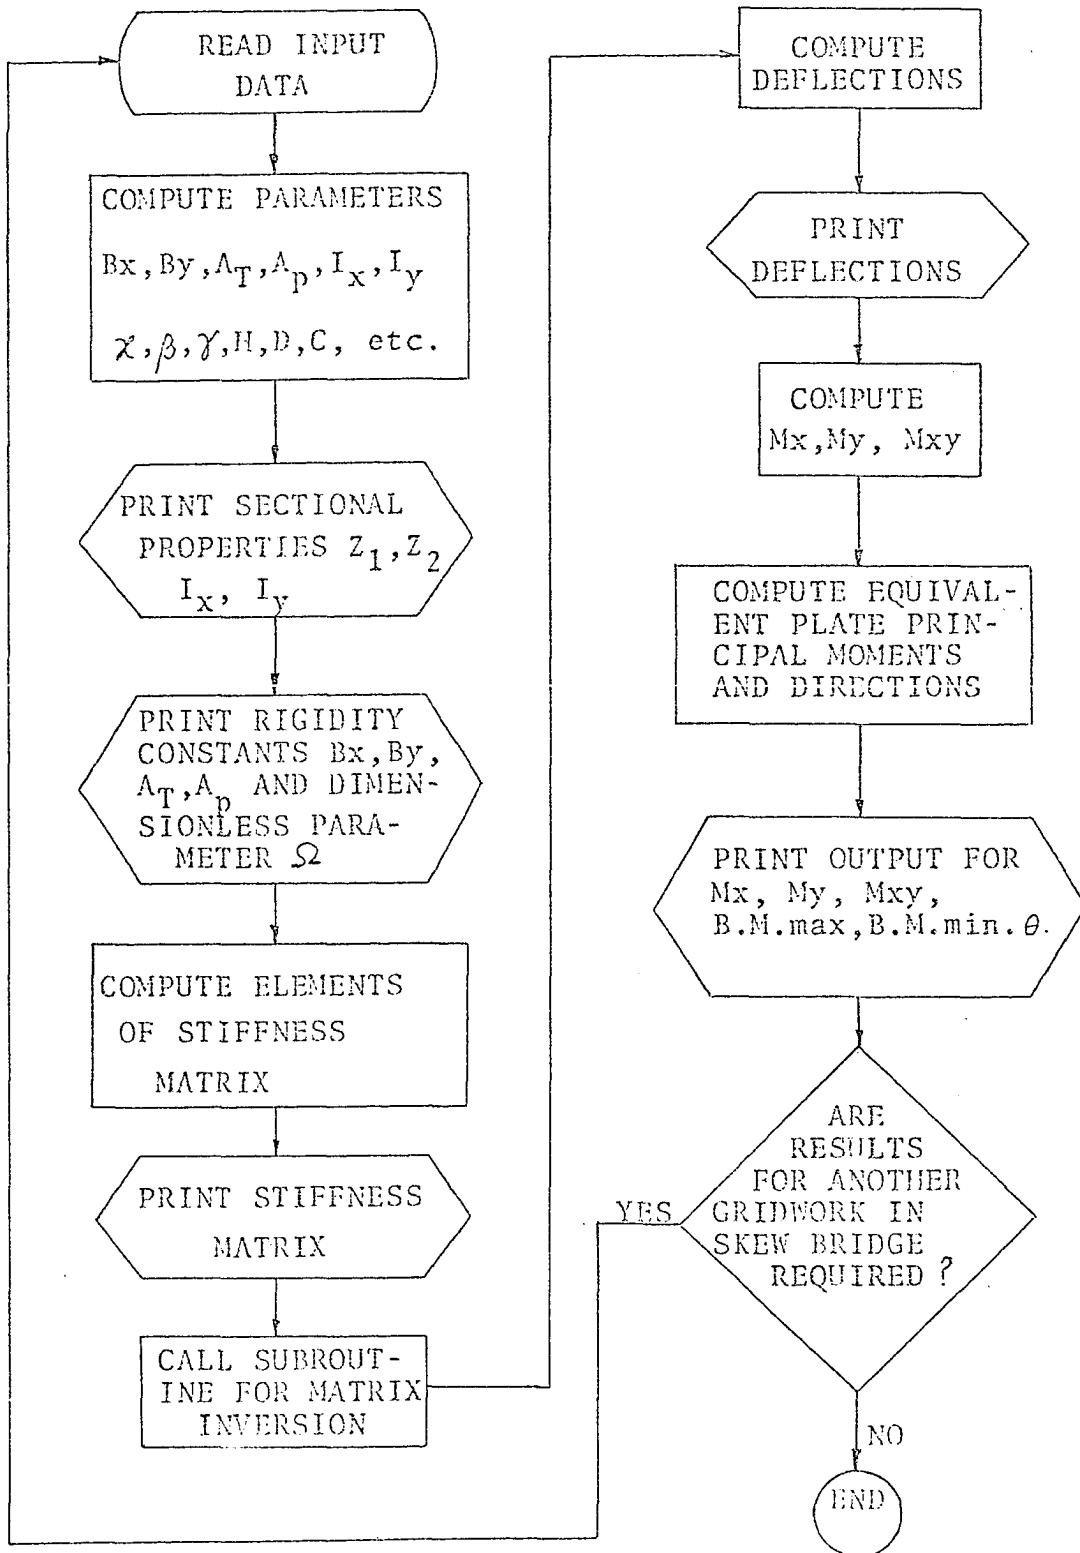 READ INPUT
DATA
COMPUTE PARAMETERS
Bx, By, A_T, A_p, I_x, I_y
χ, β, γ, H, D, C, etc.
PRINT SECTIONAL
PROPERTIES Z_1, Z_2
I_x, I_y
PRINT RIGIDITY
CONSTANTS Bx, By,
A_T, A_p AND DIMEN-
SIONLESS PARA-
METER Ω
COMPUTE ELEMENTS
OF STIFFNESS
MATRIX
PRINT STIFFNESS
MATRIX
CALL SUBROUT-
INE FOR MATRIX
INVERSION
COMPUTE
DEFLECTIONS
PRINT
DEFLECTIONS
COMPUTE
Mx, My, Mxy
COMPUTE EQUIVAL-
ENT PLATE PRIN-
CIPAL MOMENTS
AND DIRECTIONS
PRINT OUTPUT FOR
Mx, My, Mxy,
B.M.max, B.M.min. θ.
ARE
RESULTS
FOR ANOTHER
GRIDWORK IN
SKEW BRIDGE
REQUIRED ?
YES
NO
END